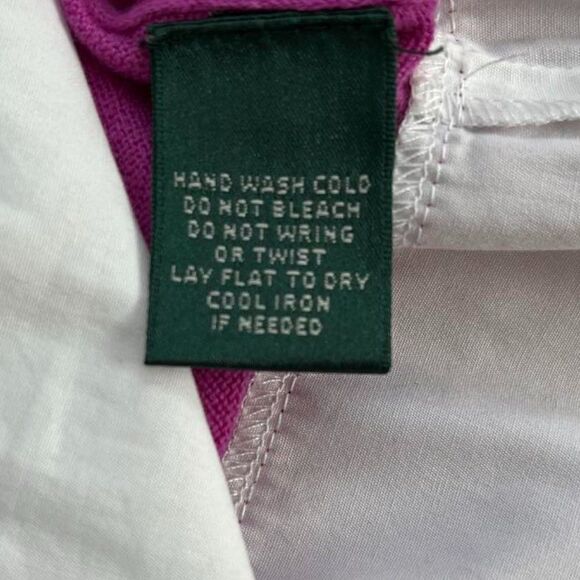 HAND WASH COLD
DO NOT BLEACH
DO NOT WRING
OR TWIST
LAY FLAT TO DRY
COOL IRON
IF NEEDED